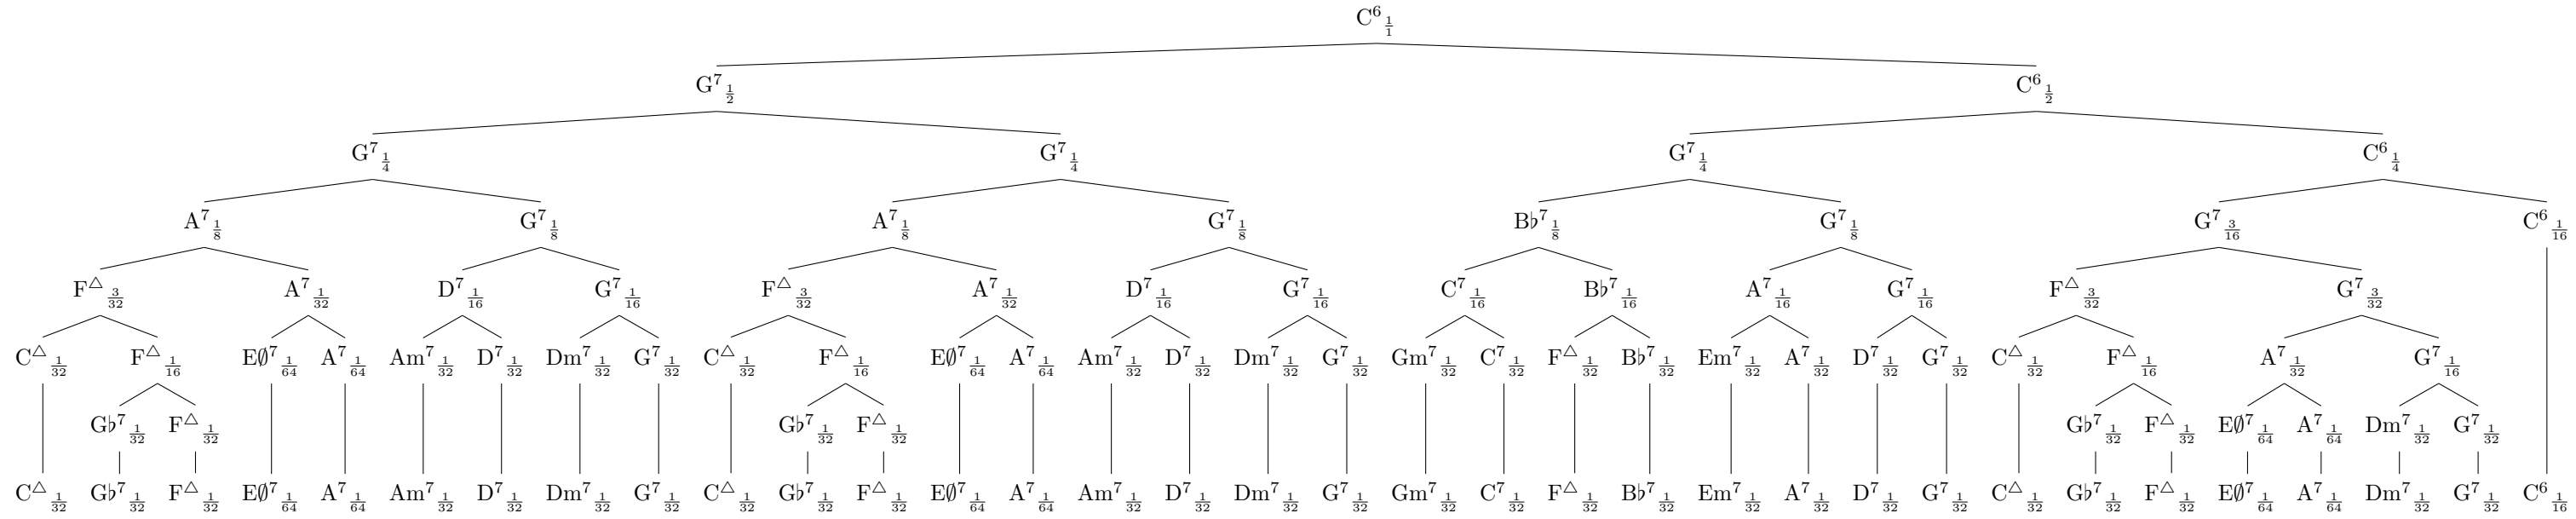 C⁶ 1/1
G⁷ 1/2 C⁶ 1/2
G⁷ 1/4 G⁷ 1/4 G⁷ 1/4 C⁶ 1/4
A⁷ 1/8 G⁷ 1/8 A⁷ 1/8 G⁷ 1/8 B♭⁷ 1/8 G⁷ 1/8 G⁷ 3/16 C⁶ 1/16
F△ 3/32 A⁷ 1/32 D⁷ 1/16 G⁷ 1/16 F△ 3/32 A⁷ 1/32 D⁷ 1/16 G⁷ 1/16 C⁷ 1/16 B♭⁷ 1/16 A⁷ 1/16 G⁷ 1/16 F△ 3/32 G⁷ 3/32
C△ 1/32 F△ 1/16 E∅⁷ 1/64 A⁷ 1/64 Am⁷ 1/32 D⁷ 1/32 Dm⁷ 1/32 G⁷ 1/32 C△ 1/32 F△ 1/16 E∅⁷ 1/64 A⁷ 1/64 Am⁷ 1/32 D⁷ 1/32 Dm⁷ 1/32 G⁷ 1/32 Gm⁷ 1/32 C⁷ 1/32 F△ 1/32 B♭⁷ 1/32 Em⁷ 1/32 A⁷ 1/32 D⁷ 1/32 G⁷ 1/32 C△ 1/32 F△ 1/16 A⁷ 1/32 G⁷ 1/16
G♭⁷ 1/32 F△ 1/32 G♭⁷ 1/32 F△ 1/32 G♭⁷ 1/32 F△ 1/32 E∅⁷ 1/64 A⁷ 1/64 Dm⁷ 1/32 G⁷ 1/32
C△ 1/32 G♭⁷ 1/32 F△ 1/32 E∅⁷ 1/64 A⁷ 1/64 Am⁷ 1/32 D⁷ 1/32 Dm⁷ 1/32 G⁷ 1/32 C△ 1/32 G♭⁷ 1/32 F△ 1/32 E∅⁷ 1/64 A⁷ 1/64 Am⁷ 1/32 D⁷ 1/32 Dm⁷ 1/32 G⁷ 1/32 Gm⁷ 1/32 C⁷ 1/32 F△ 1/32 B♭⁷ 1/32 Em⁷ 1/32 A⁷ 1/32 D⁷ 1/32 G⁷ 1/32 C△ 1/32 G♭⁷ 1/32 F△ 1/32 E∅⁷ 1/64 A⁷ 1/64 Dm⁷ 1/32 G⁷ 1/32 C⁶ 1/16